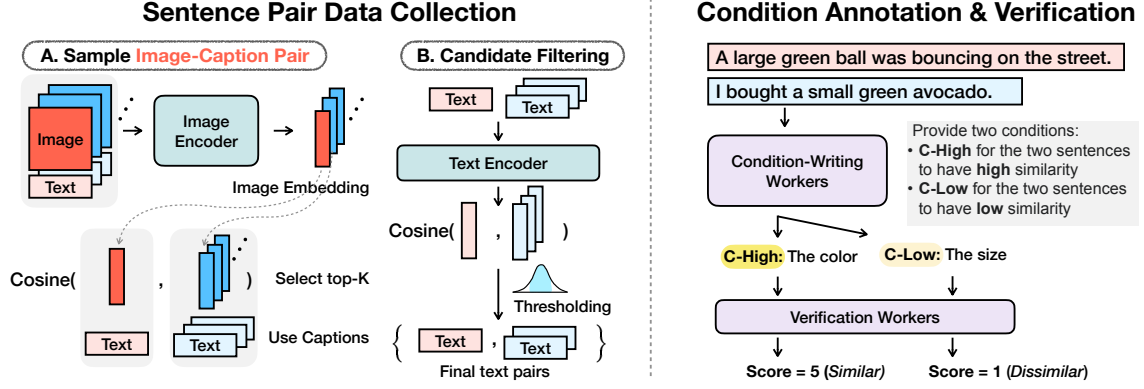 Sentence Pair Data Collection
A. Sample Image-Caption Pair
Image
Text
Image
Encoder
Image Embedding
Cosine(
,
)
Select top-K
Text
Text
Use Captions
B. Candidate Filtering
Text
Text
Text Encoder
Cosine(
,
)
Thresholding
{ Text , Text }
Final text pairs
Condition Annotation & Verification
A large green ball was bouncing on the street.
I bought a small green avocado.
Condition-Writing
Workers
Provide two conditions:
• C-High for the two sentences
to have high similarity
• C-Low for the two sentences
to have low similarity
C-High: The color
C-Low: The size
Verification Workers
Score = 5 (Similar)
Score = 1 (Dissimilar)